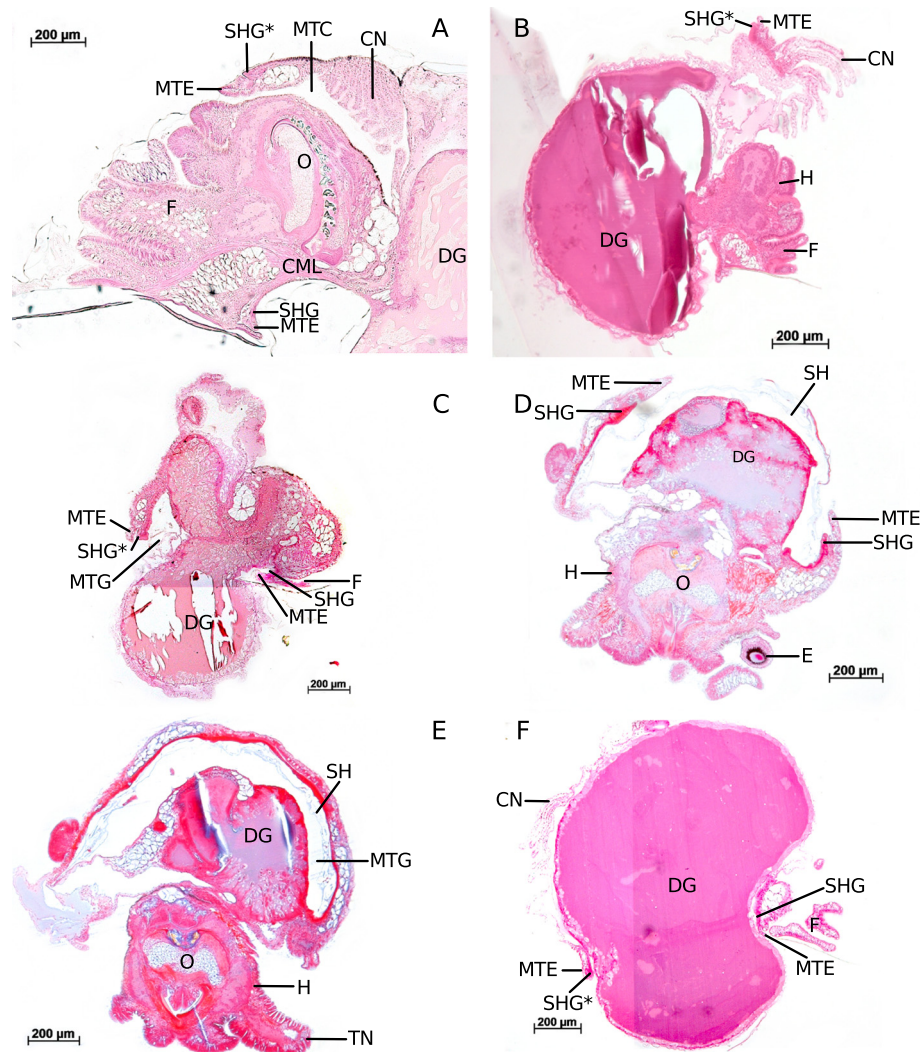 A
200 µm
SHG*
MTC
CN
MTE
O
F
DG
CML
SHG
MTE
B
SHG*
MTE
CN
H
DG
F
200 µm
C
MTE
SHG*
MTG
F
SHG
MTE
DG
200 µm
D
MTE
SH
SHG
DG
MTE
SHG
H
O
E
200 µm
E
SH
DG
MTG
O
H
TN
200 µm
F
CN
DG
SHG
F
MTE
MTE
SHG*
200 µm